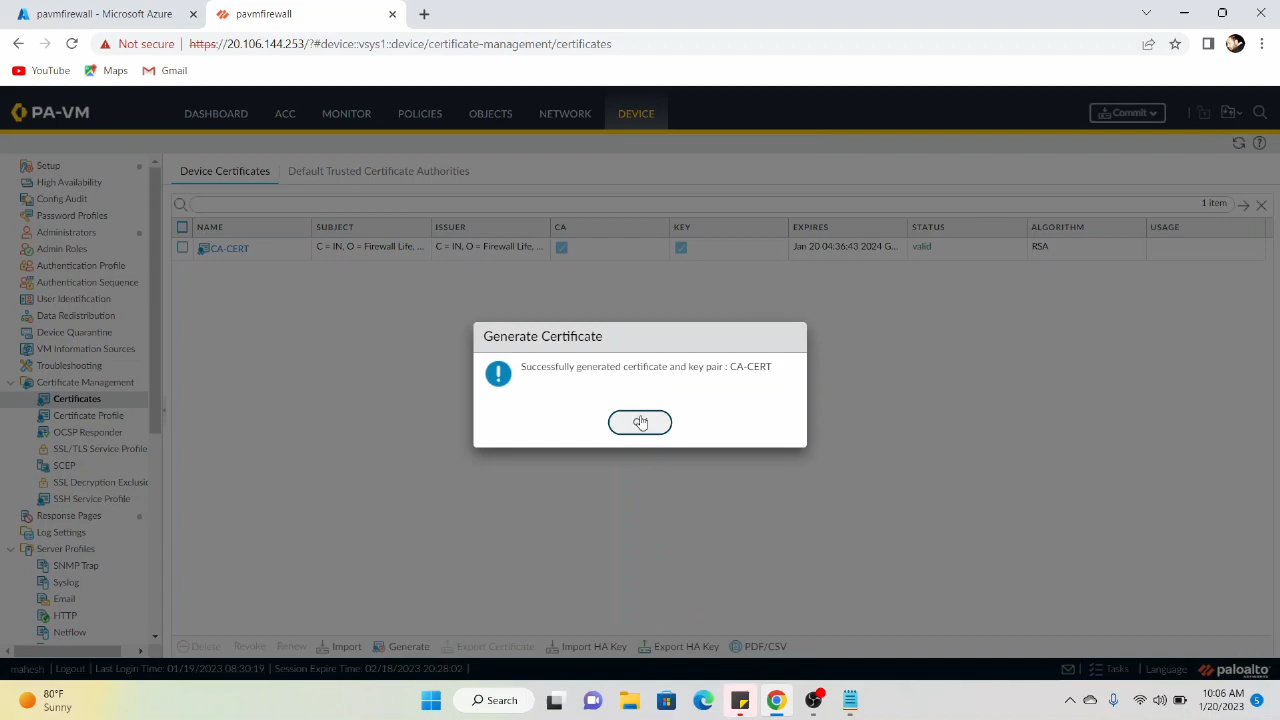 pavmfirewall - Microsoft Azure
pavmfirewall
Not secure
https://20.106.144.253/?#device::vsys1::device/certificate-management/certificates
YouTube
Maps
Gmail
PA-VM
DASHBOARD
ACC
MONITOR
POLICIES
OBJECTS
NETWORK
DEVICE
Commit
Setup
High Availability
Config Audit
Password Profiles
Administrators
Admin Roles
Authentication Profile
Authentication Sequence
User Identification
Data Redistribution
Device Quarantine
VM Information Sources
Troubleshooting
Certificate Management
Certificates
Certificate Profile
OCSP Responder
SSL/TLS Service Profile
SCEP
SSL Decryption Exclusio
SSH Service Profile
Response Pages
Log Settings
Server Profiles
SNMP Trap
Syslog
Email
HTTP
Netflow
Device Certificates
Default Trusted Certificate Authorities
1 item
NAME SUBJECT ISSUER CA KEY EXPIRES STATUS ALGORITHM USAGE
CA-CERT C = IN, O = Firewall Life, ... C = IN, O = Firewall Life, ... Jan 20 04:36:43 2024 G... valid RSA
Generate Certificate
Successfully generated certificate and key pair : CA-CERT
Delete Revoke Renew Import Generate Export Certificate Import HA Key Export HA Key PDF/CSV
mahesh | Logout | Last Login Time: 01/19/2023 08:30:19 | Session Expire Time: 02/18/2023 20:28:02 |
Tasks | Language
paloalto
80°F
Sunny
Search
10:06 AM
1/20/2023
5